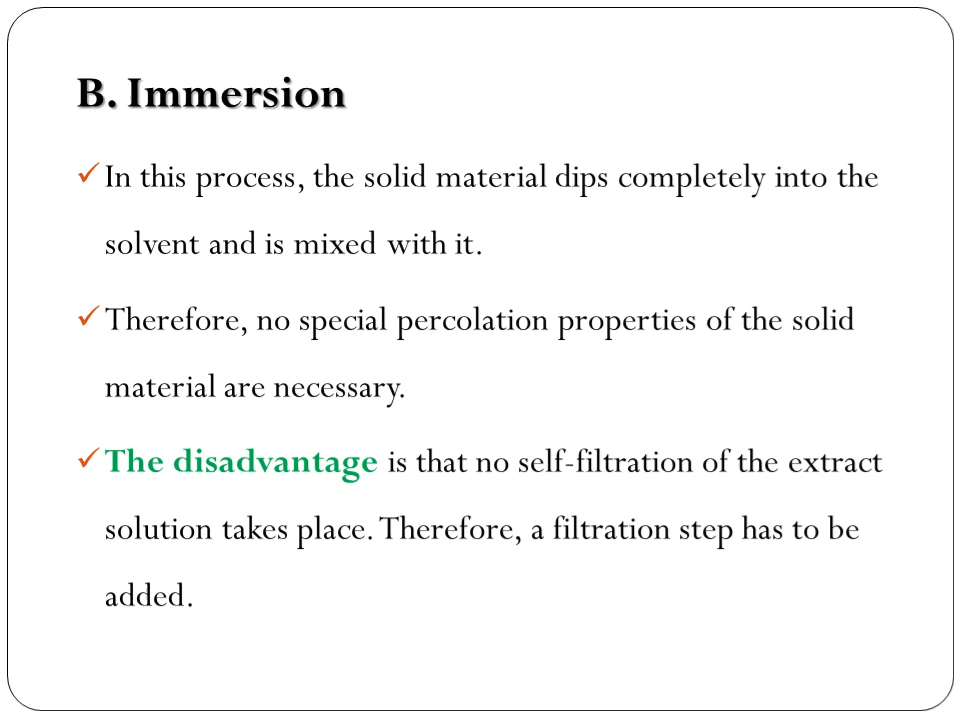 B. Immersion
✓ In this process, the solid material dips completely into the
solvent and is mixed with it.
✓ Therefore, no special percolation properties of the solid
material are necessary.
✓ The disadvantage is that no self-filtration of the extract
solution takes place. Therefore, a filtration step has to be
added.